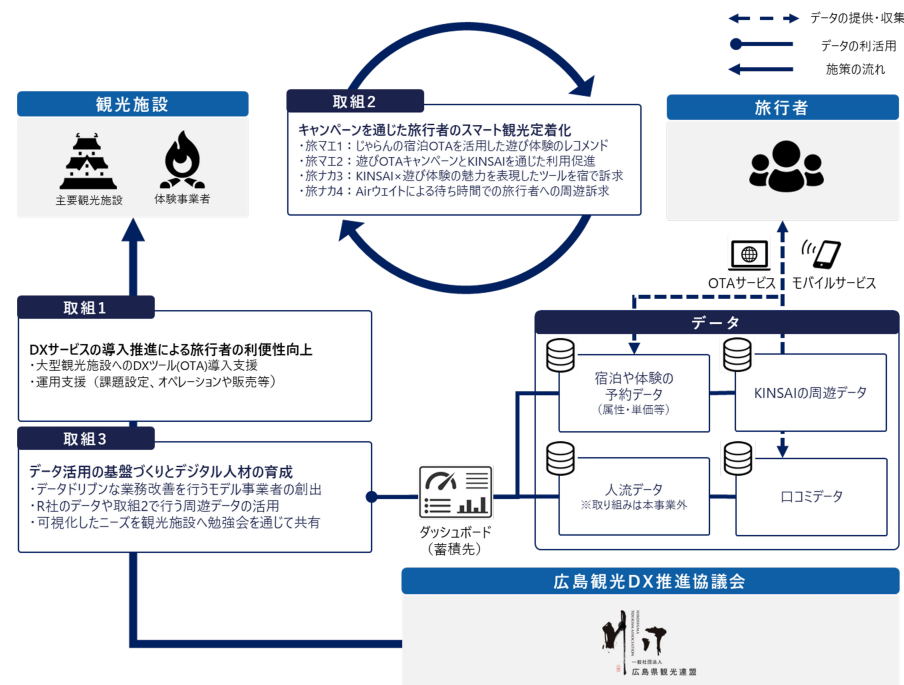 データの提供・収集
データの利活用
施策の流れ
観光施設
主要観光施設
体験事業者
取組2
キャンペーンを通じた旅行者のスマート観光定着化
・旅マエ1：じゃらんの宿泊OTAを活用した遊び体験のレコメンド
・旅マエ2：遊びOTAキャンペーンとKINSAIを通じた利用促進
・旅ナカ3：KINSAI×遊び体験の魅力を表現したツールを宿で訴求
・旅ナカ4：Airウェイトによる待ち時間での旅行者への周遊訴求
旅行者
OTAサービス
モバイルサービス
取組1
DXサービスの導入推進による旅行者の利便性向上
・大型観光施設へのDXツール(OTA)導入支援
・運用支援（課題設定、オペレーションや販売等）
取組3
データ活用の基盤づくりとデジタル人材の育成
・データドリブンな業務改善を行うモデル事業者の創出
・R社のデータや取組2で行う周遊データの活用
・可視化したニーズを観光施設へ勉強会を通じて共有
ダッシュボード
（蓄積先）
データ
宿泊や体験の
予約データ
（属性・単価等）
KINSAIの周遊データ
人流データ
※取り組みは本事業外
口コミデータ
広島観光DX推進協議会
一般社団法人
広島県観光連盟